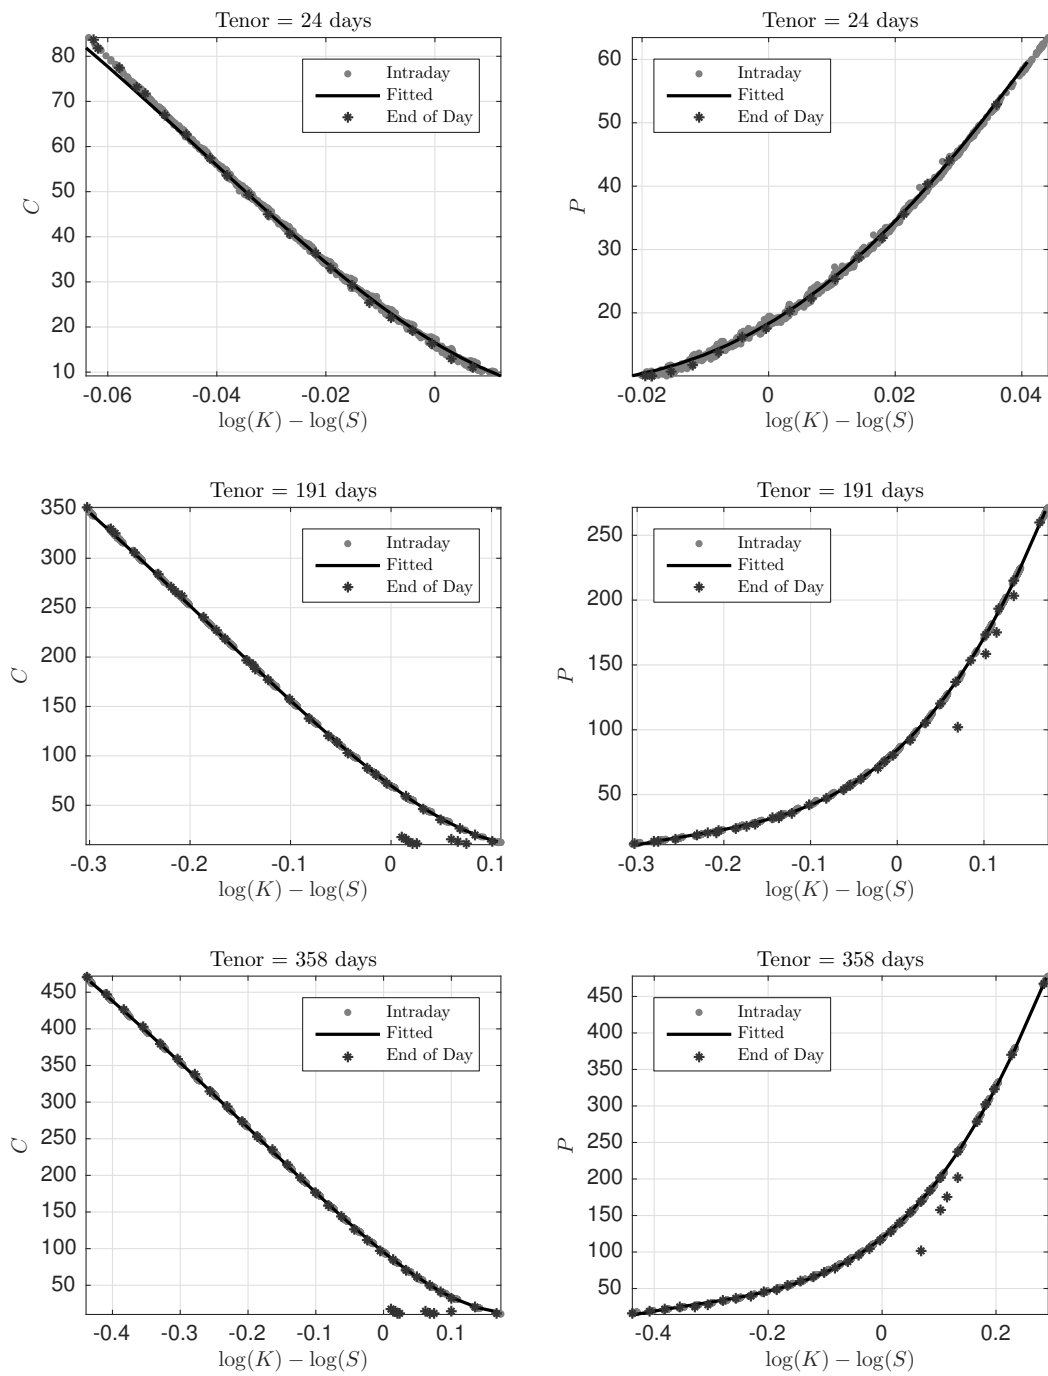 Tenor = 24 days
C
80
70
60
50
40
30
20
10
-0.06 -0.04 -0.02 0
log(K) − log(S)
Intraday
Fitted
End of Day
Tenor = 24 days
P
60
50
40
30
20
-0.02 0 0.02 0.04
log(K) − log(S)
Intraday
Fitted
End of Day
Tenor = 191 days
C
350
300
250
200
150
100
50
-0.3 -0.2 -0.1 0 0.1
log(K) − log(S)
Intraday
Fitted
End of Day
Tenor = 191 days
P
250
200
150
100
50
-0.3 -0.2 -0.1 0 0.1
log(K) − log(S)
Intraday
Fitted
End of Day
Tenor = 358 days
C
450
400
350
300
250
200
150
100
50
-0.4 -0.3 -0.2 -0.1 0 0.1
log(K) − log(S)
Intraday
Fitted
End of Day
Tenor = 358 days
P
450
400
350
300
250
200
150
100
50
-0.4 -0.2 0 0.2
log(K) − log(S)
Intraday
Fitted
End of Day